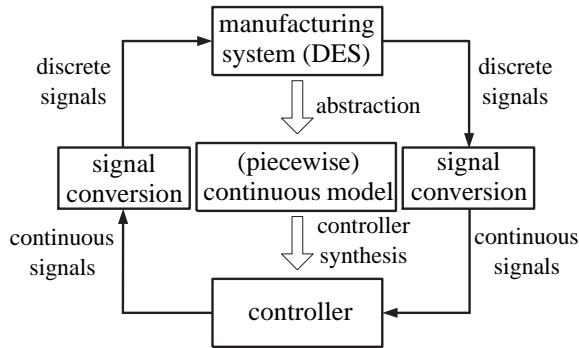 manufacturing
system (DES)
discrete
signals
discrete
signals
abstraction
signal
conversion
(piecewise)
continuous model
signal
conversion
continuous
signals
controller
synthesis
continuous
signals
controller